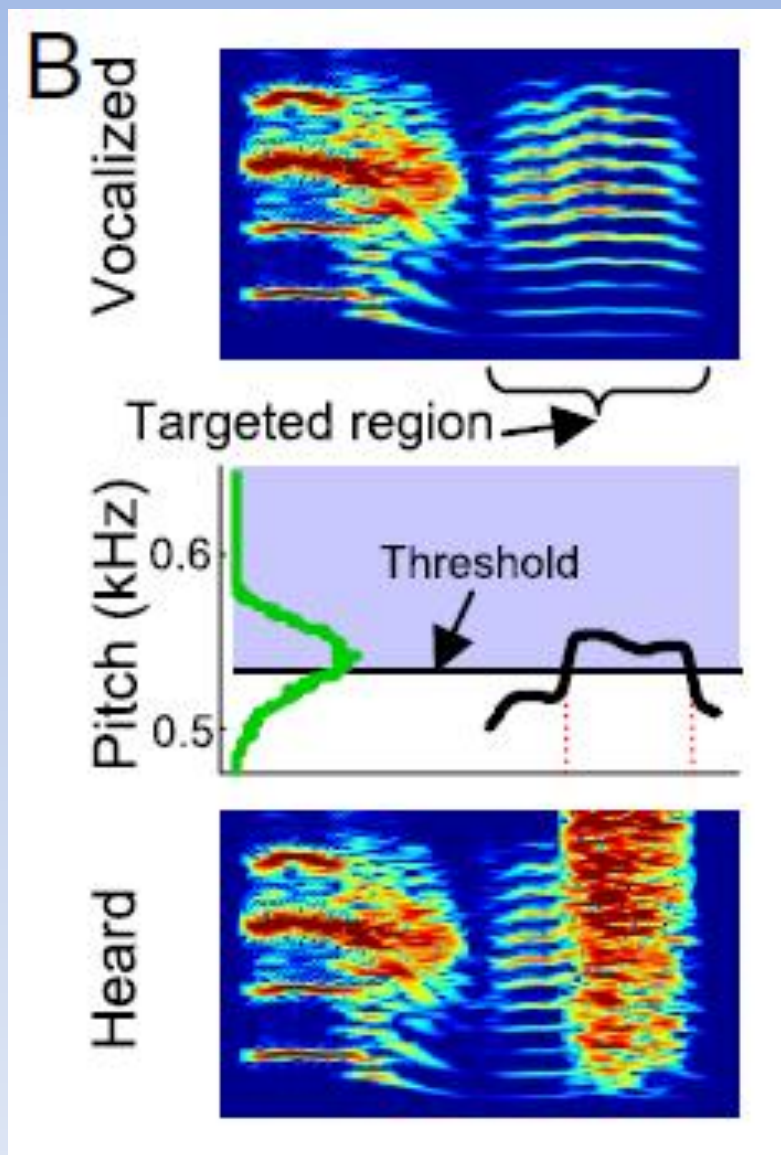 B
Vocalized
Targeted region
Pitch (kHz)
0.6
Threshold
0.5
Heard